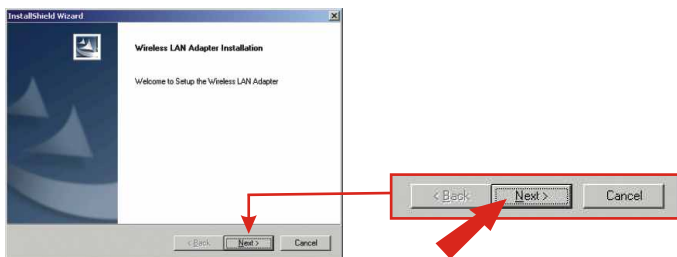 InstallShield Wizard
Wireless LAN Adapter Installation
Welcome to Setup the Wireless LAN Adapter
< Back Next > Cancel
< Back Next > Cancel